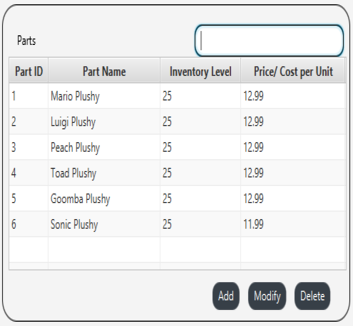 Parts
Part ID Part Name Inventory Level Price/ Cost per Unit
1 Mario Plushy 25 12.99
2 Luigi Plushy 25 12.99
3 Peach Plushy 25 12.99
4 Toad Plushy 25 12.99
5 Goomba Plushy 25 12.99
6 Sonic Plushy 25 11.99
Add Modify Delete